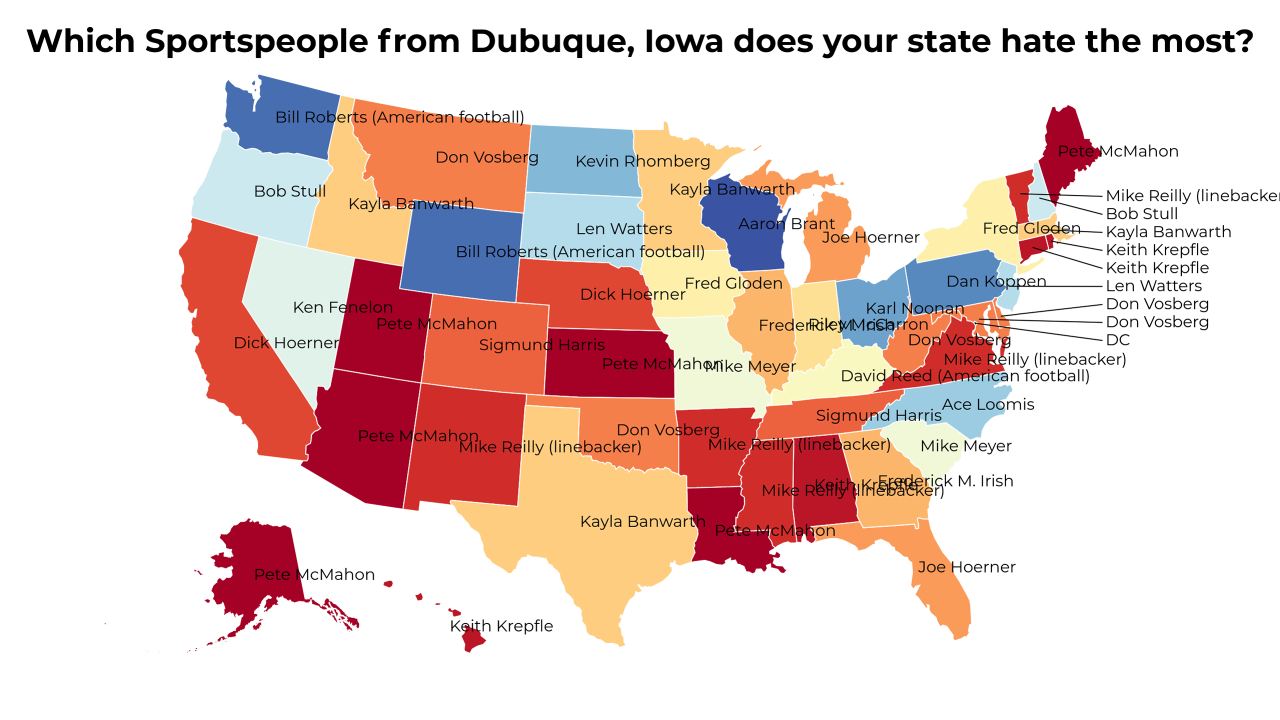 Which Sportspeople from Dubuque, Iowa does your state hate the most?
Bill Roberts (American football)
Pete McMahon
Don Vosberg
Kevin Rhomberg
Kayla Banwarth
Bob Stull
Mike Reilly (linebacker
Kayla Banwarth
Bob Stull
Aaron Brant
Len Watters
Fred Gloden
Kayla Banwarth
Joe Hoerner
Keith Krepfle
Bill Roberts (American football)
Keith Krepfle
Dan Koppen
Fred Gloden
Len Watters
Dick Hoerner
Don Vosberg
Ken Fenelon
Karl Noonan
Don Vosberg
Pete McMahon
Frederick M. Irish
Riley McCarron
Don Vosberg
DC
Dick Hoerner
Sigmund Harris
Mike Reilly (linebacker)
Pete McMahon
Mike Meyer
David Reed (American football)
Ace Loomis
Sigmund Harris
Don Vosberg
Pete McMahon
Mike Reilly (linebacker)
Mike Reilly (linebacker)
Mike Meyer
Frederick M. Irish
Keith Krepfle
Mike Reilly (linebacker)
Kayla Banwarth
Pete McMahon
Joe Hoerner
Pete McMahon
Keith Krepfle